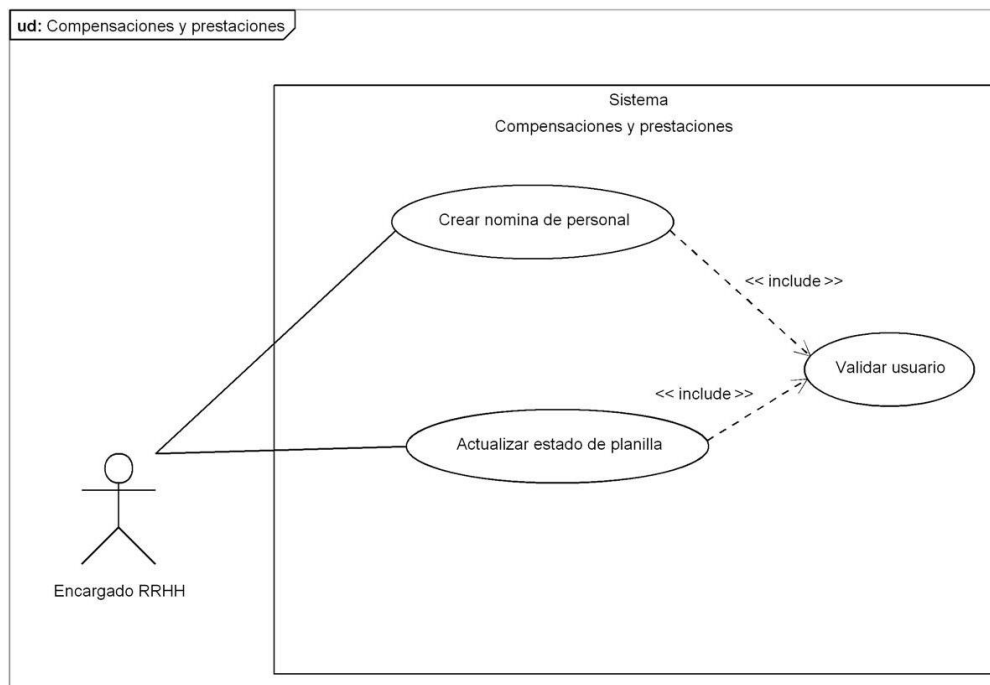 ud: Compensaciones y prestaciones
Sistema
Compensaciones y prestaciones
Crear nomina de personal
<< include >>
Validar usuario
<< include >>
Actualizar estado de planilla
Encargado RRHH